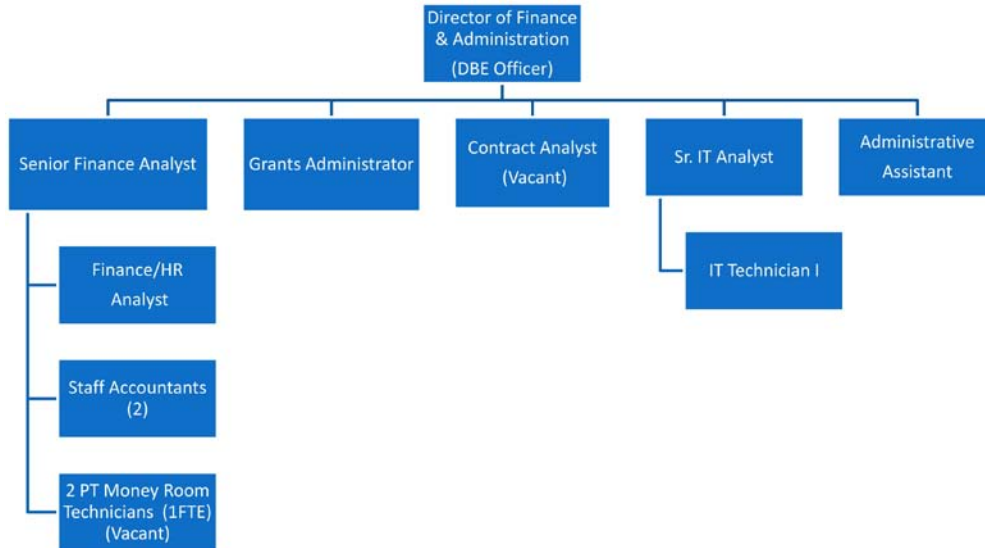 Director of Finance
& Administration
(DBE Officer)
Senior Finance Analyst
Grants Administrator
Contract Analyst
(Vacant)
Sr. IT Analyst
Administrative
Assistant
Finance/HR
Analyst
IT Technician I
Staff Accountants
(2)
2 PT Money Room
Technicians (1FTE)
(Vacant)